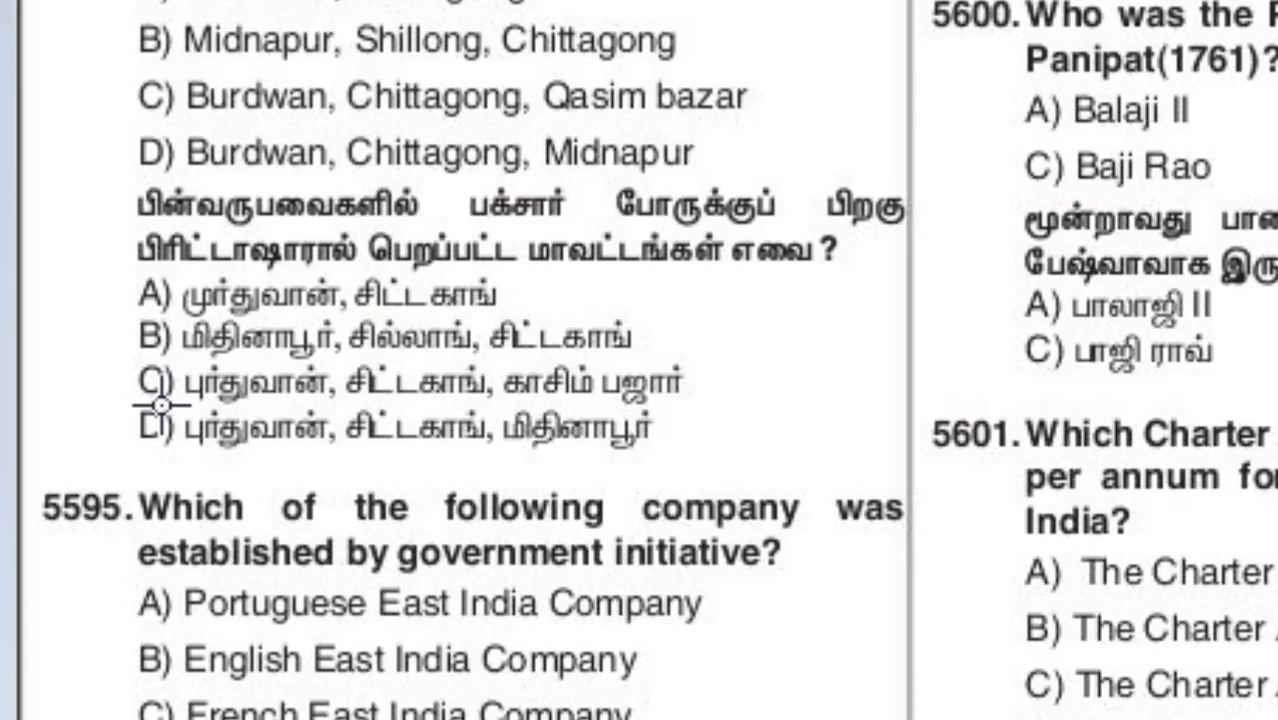 B) Midnapur, Shillong, Chittagong
C) Burdwan, Chittagong, Qasim bazar
D) Burdwan, Chittagong, Midnapur
பின்வருபவைகளில் பக்சார் போருக்குப் பிறகு
பிரிட்டாஷாரால் பெறப்பட்ட மாவட்டங்கள் எவை ?
A) முர்துவான், சிட்டகாங்
B) மிதினாபூர், சில்லாங், சிட்டகாங்
C) புர்துவான், சிட்டகாங், காசிம் பஜார்
D) புர்துவான், சிட்டகாங், மிதினாபூர்
5595. Which of the following company was
established by government initiative?
A) Portuguese East India Company
B) English East India Company
C) French East India Company
5600. Who was the
Panipat(1761)?
A) Balaji II
C) Baji Rao
மூன்றாவது
பேஷ்வாவாக
A) பாலாஜி II
C) பாஜி ராவ்
5601. Which Charter
per annum
India?
A) The Charter
B) The Charter
C) The Charter